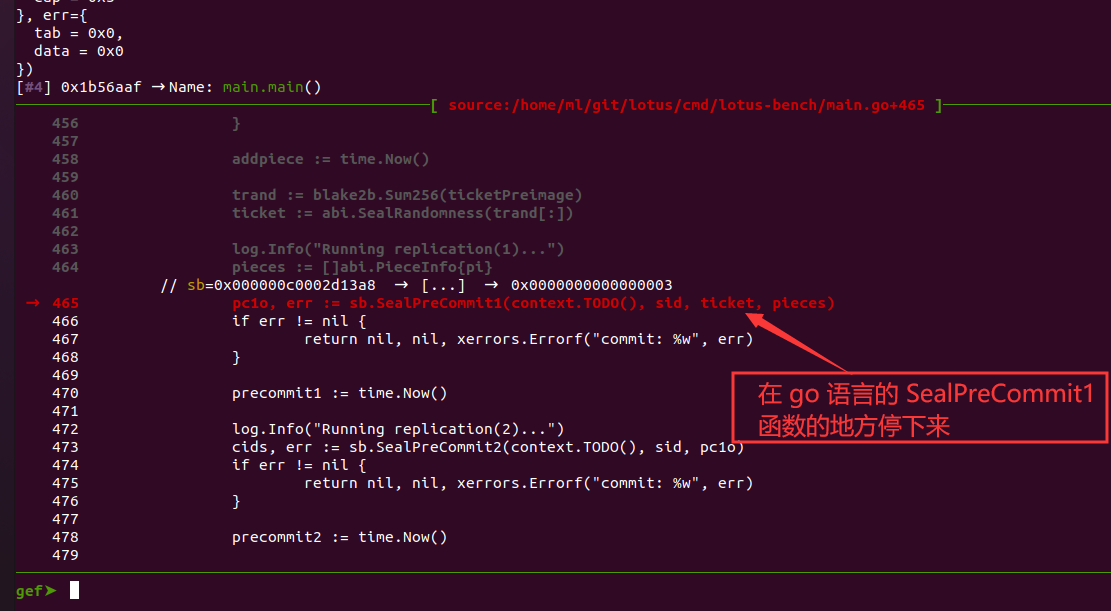 }, err={
  tab = 0x0,
  data = 0x0
})
[#4] 0x1b56aaf → Name: main.main()
[ source:/home/ml/git/lotus/cmd/lotus-bench/main.go+465 ]
456 }
457
458 addpiece := time.Now()
459
460 trand := blake2b.Sum256(ticketPreimage)
461 ticket := abi.SealRandomness(trand[:])
462
463 log.Info("Running replication(1)...")
464 pieces := []abi.PieceInfo{pi}
// sb=0x000000c0002d13a8 → [...] → 0x0000000000000003
→ 465 pc1o, err := sb.SealPreCommit1(context.TODO(), sid, ticket, pieces)
466 if err != nil {
467 return nil, nil, xerrors.Errorf("commit: %w", err)
468 }
469
470 precommit1 := time.Now()
471
472 log.Info("Running replication(2)...")
473 cids, err := sb.SealPreCommit2(context.TODO(), sid, pc1o)
474 if err != nil {
475 return nil, nil, xerrors.Errorf("commit: %w", err)
476 }
477
478 precommit2 := time.Now()
479
在 go 语言的 SealPreCommit1
函数的地方停下来
gef➤